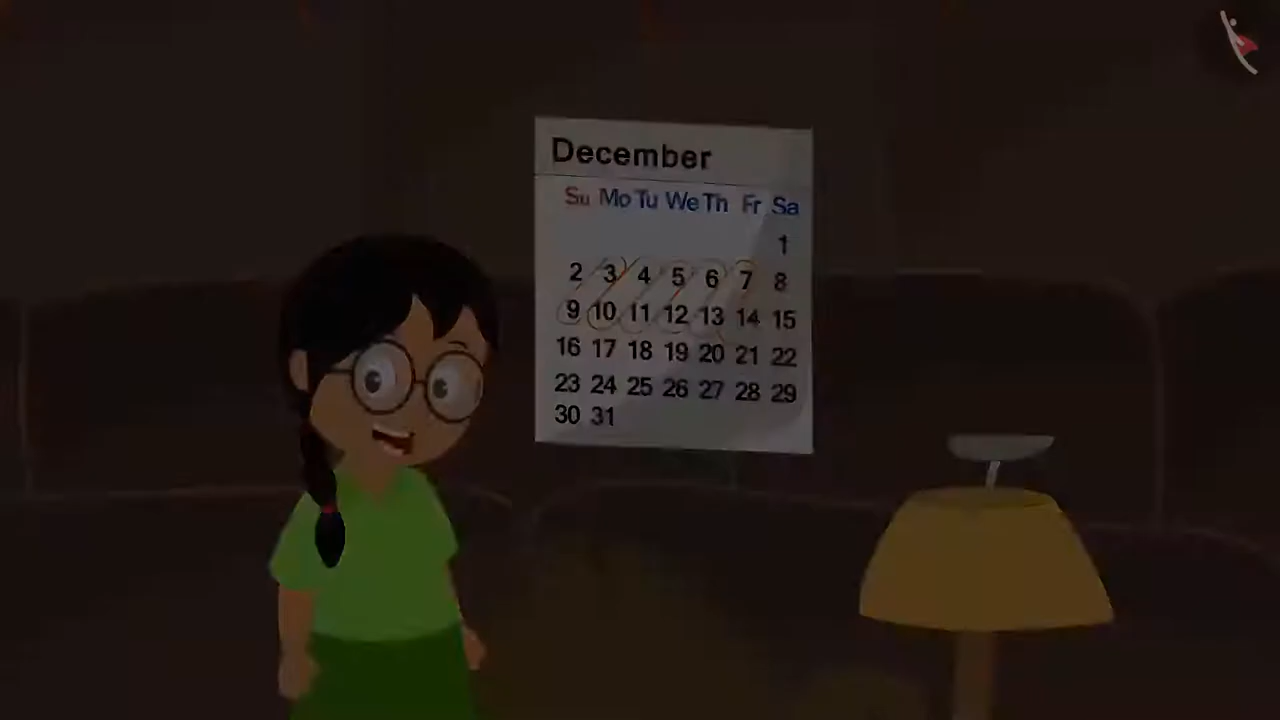 December
Su Mo Tu We Th Fr Sa
1
2 3 4 5 6 7 8
9 10 11 12 13 14 15
16 17 18 19 20 21 22
23 24 25 26 27 28 29
30 31